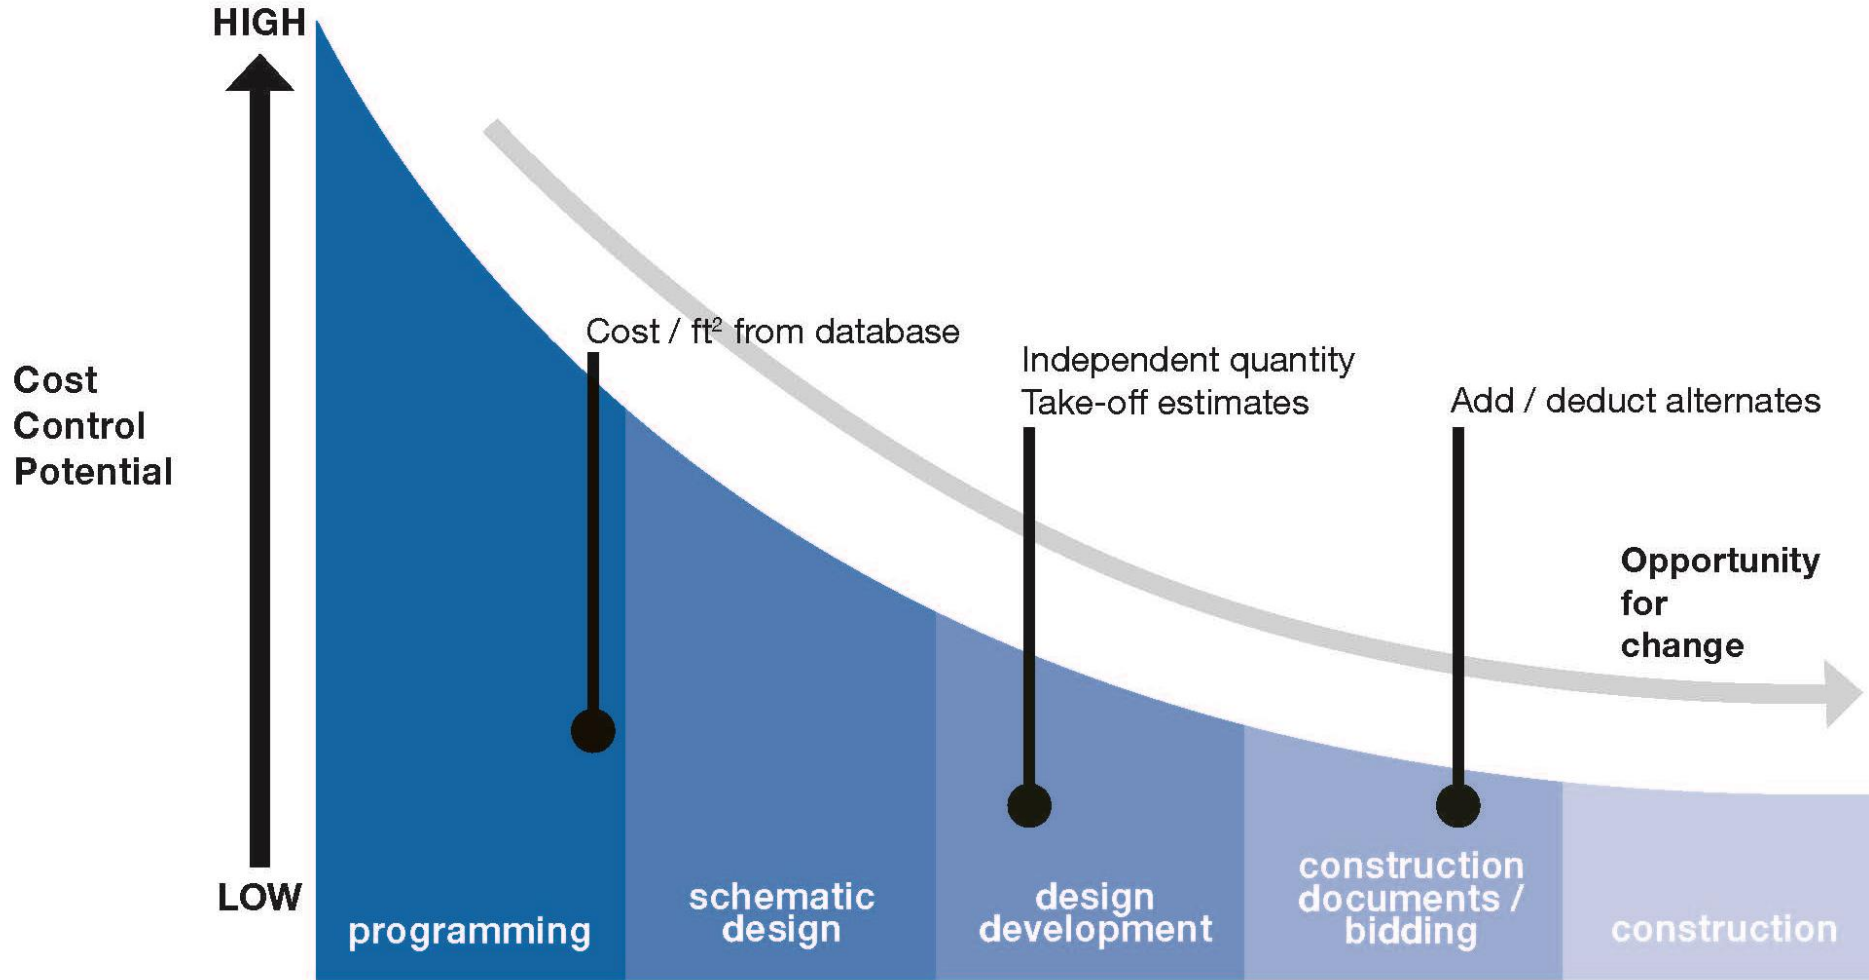 HIGH
Cost / ft² from database
Independent quantity
Take-off estimates
Add / deduct alternates
Cost
Control
Potential
Opportunity
for
change
LOW
programming
schematic
design
design
development
construction
documents /
bidding
construction